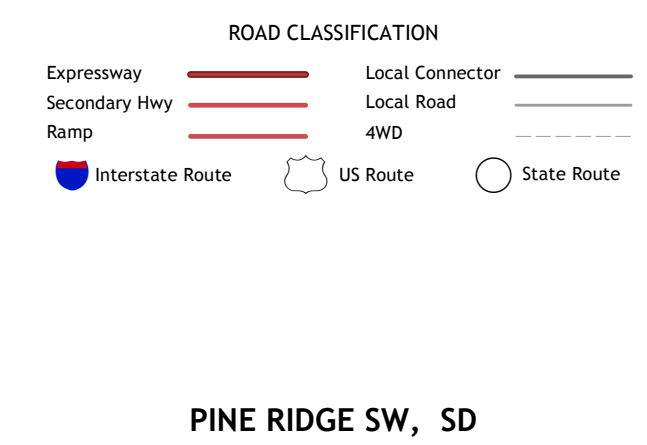 ROAD CLASSIFICATION
Expressway
Secondary Hwy
Ramp
Local Connector
Local Road
4WD
Interstate Route
US Route
State Route
PINE RIDGE SW, SD